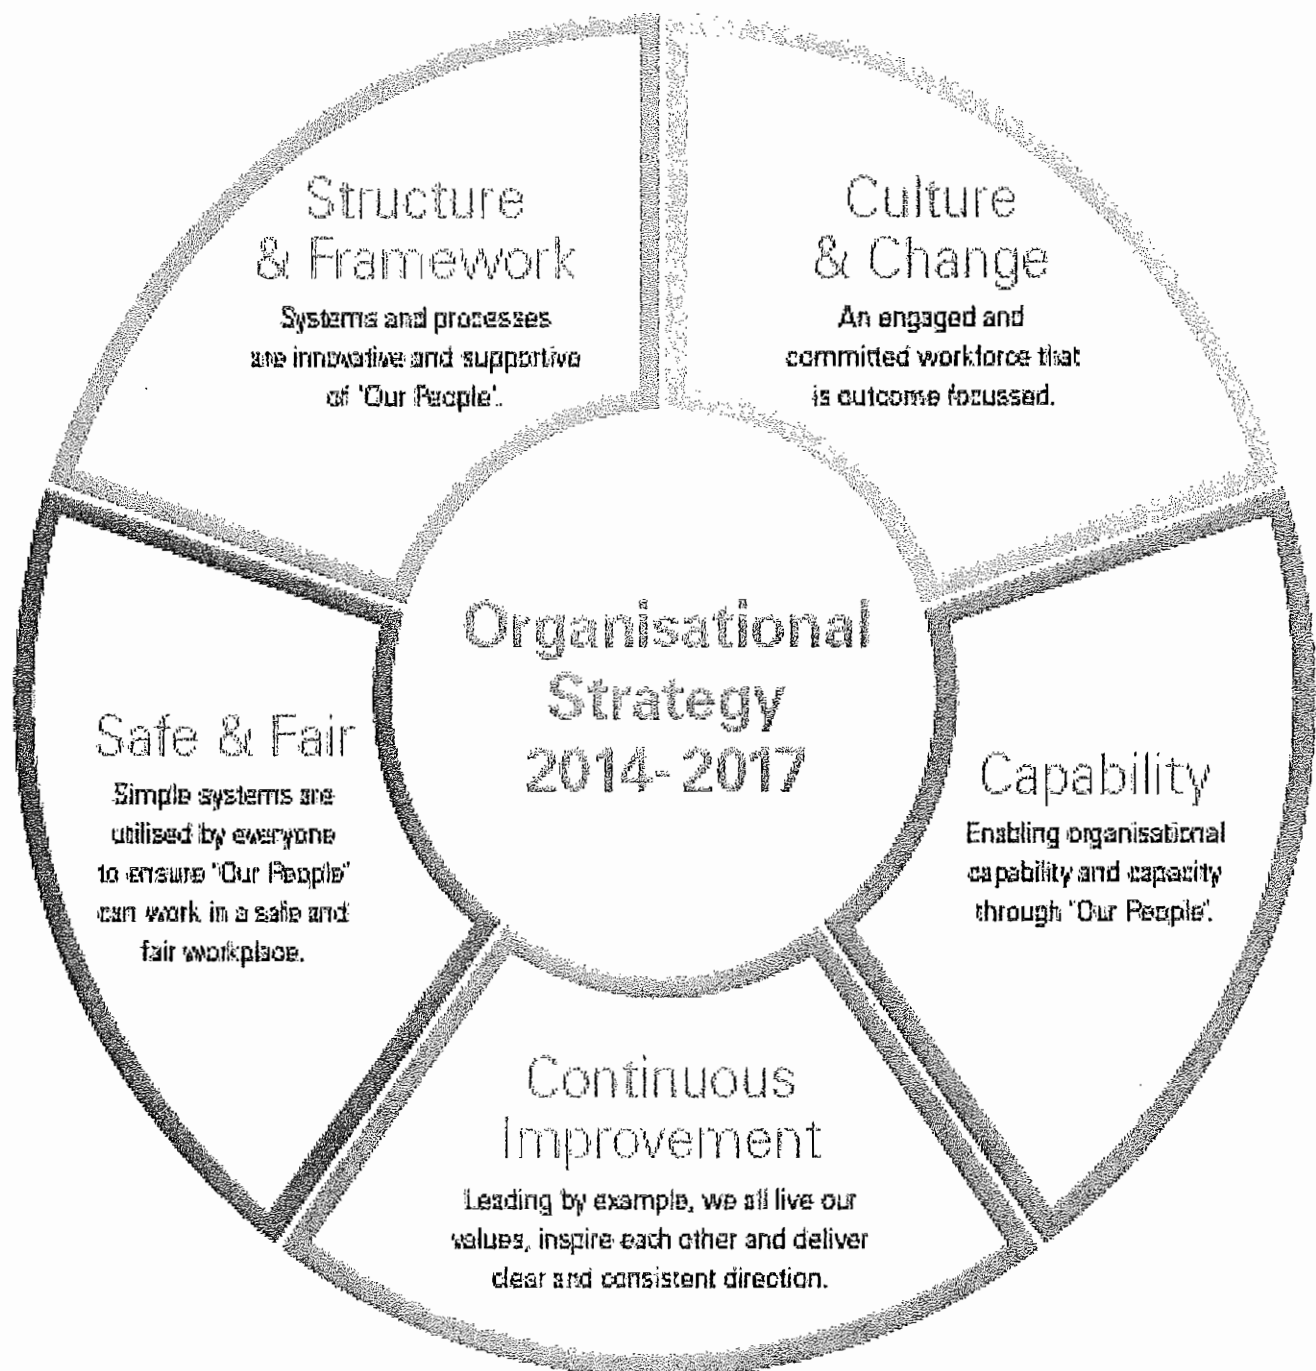 Structure
& Framework
Systems and processes
are innovative and supportive
of 'Our People'.
Culture
& Change
An engaged and
committed workforce that
is outcome focussed.
Organisational
Strategy
2014-2017
Safe & Fair
Simple systems are
utilised by everyone
to ensure 'Our People'
can work in a safe and
fair workplace.
Capability
Enabling organisational
capability and capacity
through 'Our People'.
Continuous
Improvement
Leading by example, we all live our
values, inspire each other and deliver
clear and consistent direction.